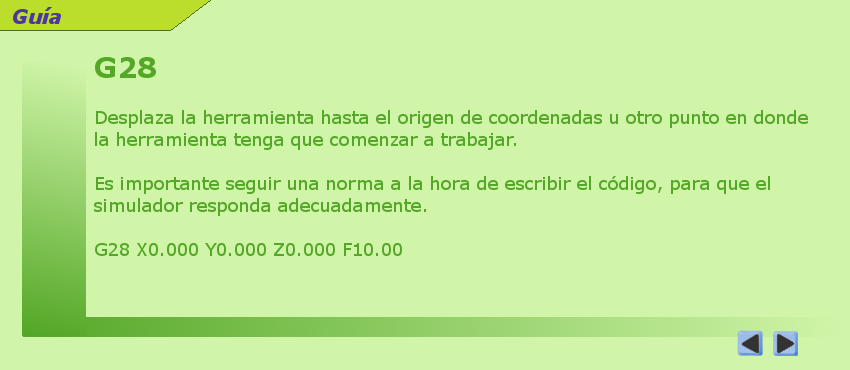 Guía
G28
Desplaza la herramienta hasta el origen de coordenadas u otro punto en donde
la herramienta tenga que comenzar a trabajar.
Es importante seguir una norma a la hora de escribir el código, para que el
simulador responda adecuadamente.
G28 X0.000 Y0.000 Z0.000 F10.00